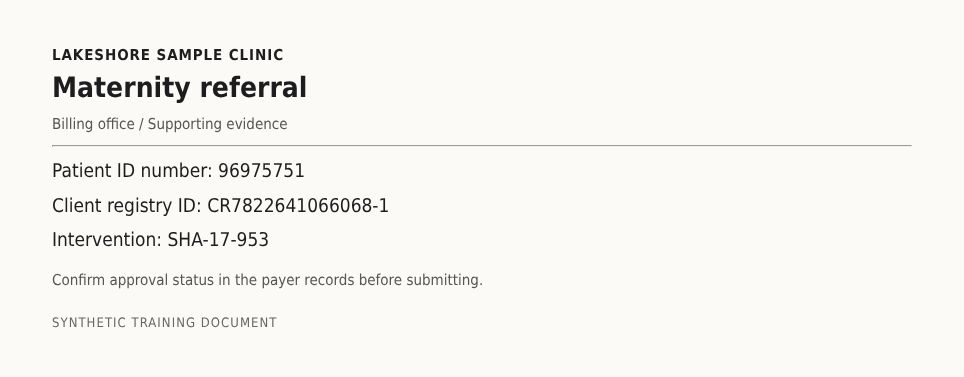 LAKESHORE SAMPLE CLINIC
Maternity referral
Billing office / Supporting evidence
Patient ID number: 96975751
Client registry ID: CR7822641066068-1
Intervention: SHA-17-953
Confirm approval status in the payer records before submitting.
SYNTHETIC TRAINING DOCUMENT